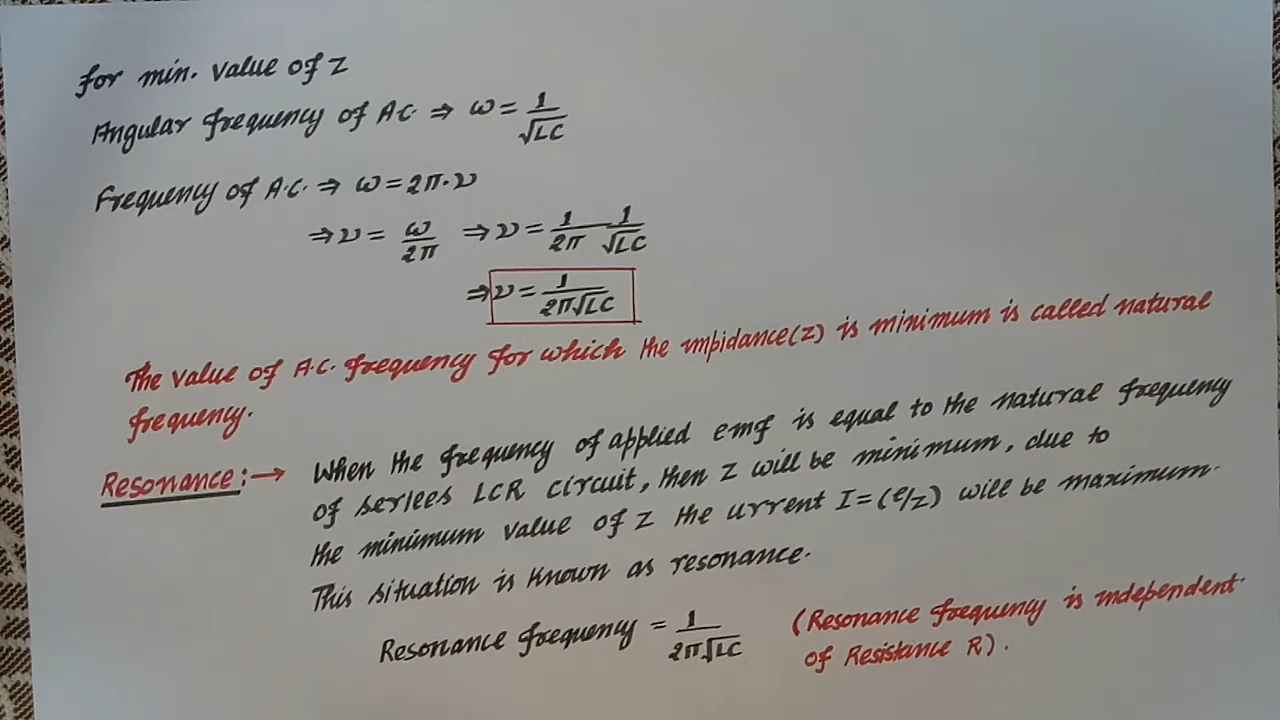 for min. value of Z
Angular frequency of AC ⇒ ω = 1/√LC
Frequency of A.C. ⇒ ω = 2π.ν
⇒ ν = ω/2π ⇒ ν = 1/2π 1/√LC
⇒ ν = 1/2π√LC
The value of A.C. frequency for which the impidance(Z) is minimum is called natural
frequency.
Resonance :→ When the frequency of applied emf is equal to the natural frequency
of seriees LCR circuit, then Z will be minimum, due to
the minimum value of Z the urrent I = (e/Z) will be maximum.
This situation is known as resonance.
Resonance frequency = 1/2π√LC (Resonance frequency is independent
of Resistance R).